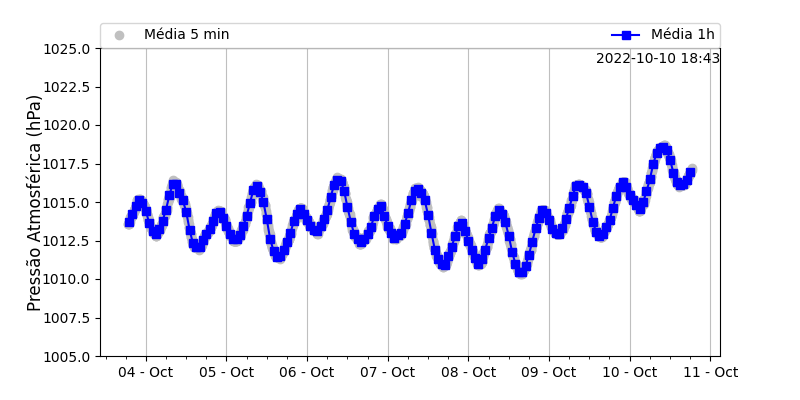 Média 5 min
Média 1h
2022-10-10 18:43
Pressão Atmosférica (hPa)
1025.0
1022.5
1020.0
1017.5
1015.0
1012.5
1010.0
1007.5
1005.0
04 - Oct
05 - Oct
06 - Oct
07 - Oct
08 - Oct
09 - Oct
10 - Oct
11 - Oct